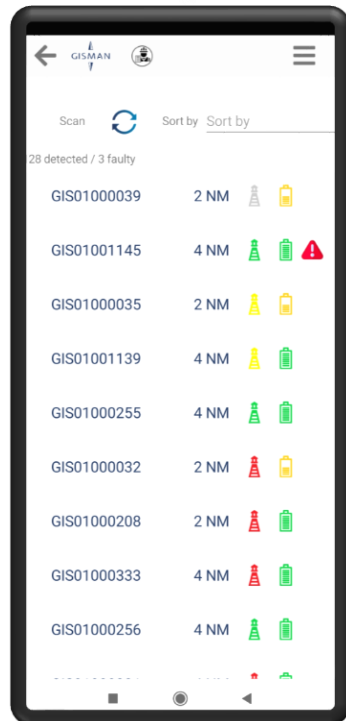 GISMAN
Scan Sort by Sort by
28 detected / 3 faulty
GIS01000039 2 NM
GIS01001145 4 NM
GIS01000035 2 NM
GIS01001139 4 NM
GIS01000255 4 NM
GIS01000032 2 NM
GIS01000208 2 NM
GIS01000333 4 NM
GIS01000256 4 NM